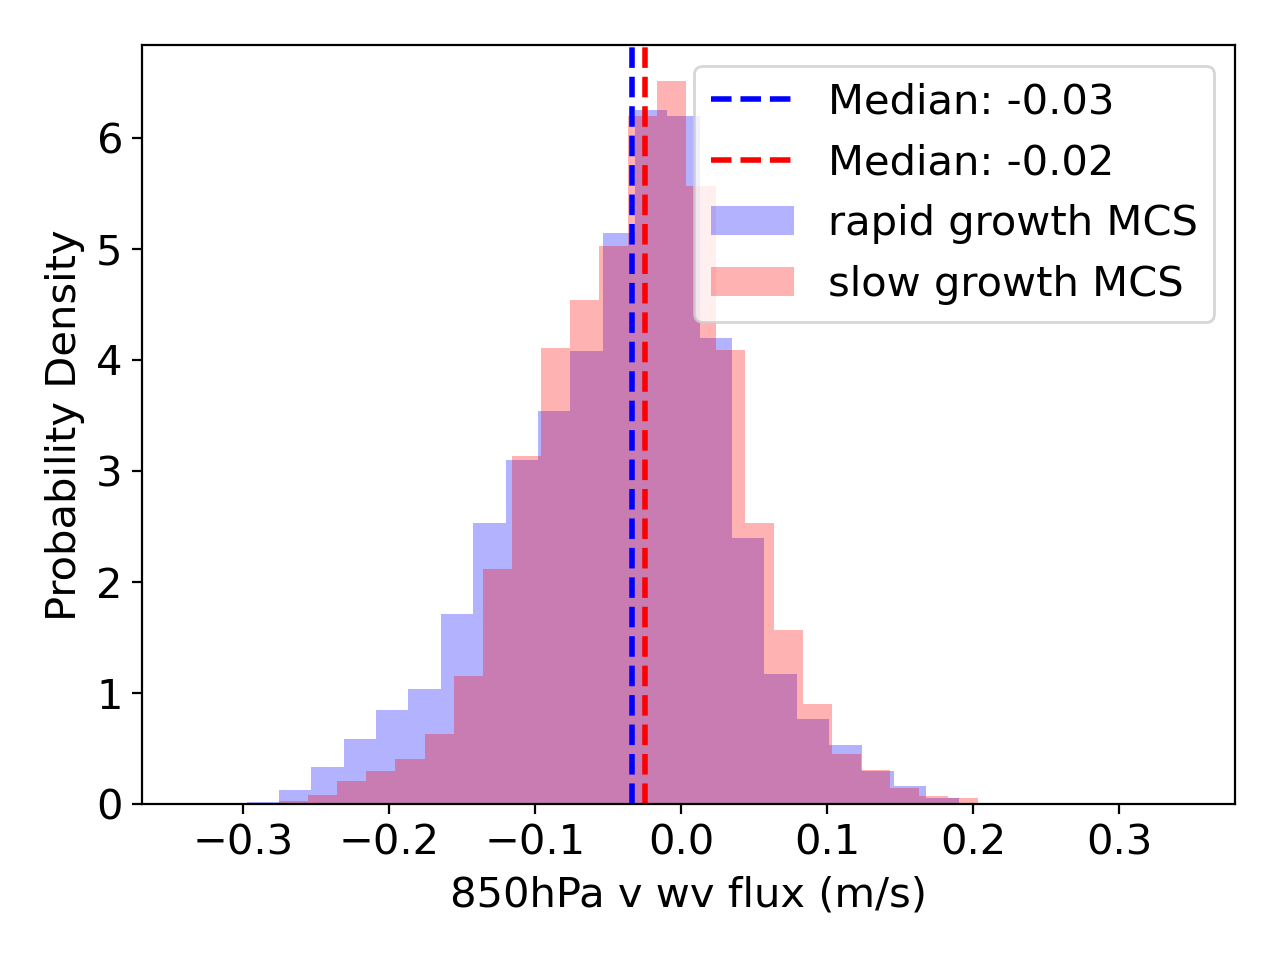 Median: -0.03
Median: -0.02
rapid growth MCS
slow growth MCS
Probability Density
6
5
4
3
2
1
0
−0.3 −0.2 −0.1 0.0 0.1 0.2 0.3
850hPa v wv flux (m/s)